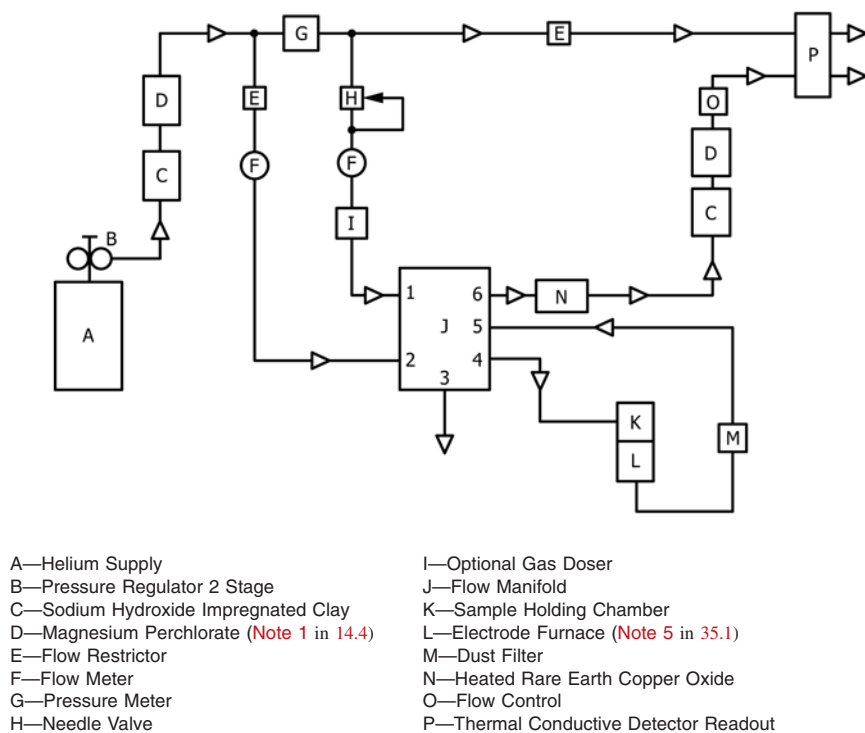 G
E
P
D
E
H
O
F
F
D
C
I
C
B
A
1
6
N
J
5
2
4
3
K
M
L
A—Helium Supply
B—Pressure Regulator 2 Stage
C—Sodium Hydroxide Impregnated Clay
D—Magnesium Perchlorate (Note 1 in 14.4)
E—Flow Restrictor
F—Flow Meter
G—Pressure Meter
H—Needle Valve
I—Optional Gas Doser
J—Flow Manifold
K—Sample Holding Chamber
L—Electrode Furnace (Note 5 in 35.1)
M—Dust Filter
N—Heated Rare Earth Copper Oxide
O—Flow Control
P—Thermal Conductive Detector Readout